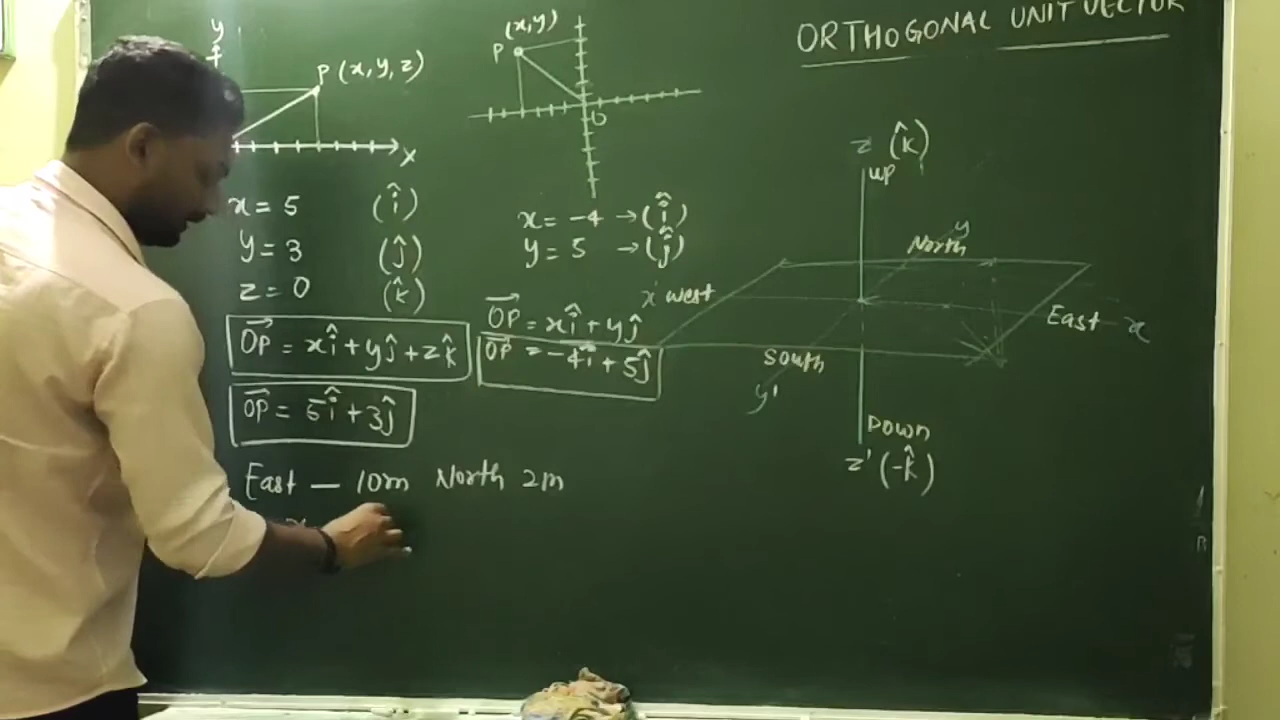 ORTHOGONAL UNIT VECTOR
y
P (x, y, z)
x
x = 5 (î)
y = 3 (ĵ)
z = 0 (k̂)
OP⃗ = xî + yĵ + zk̂
OP⃗ = 5î + 3ĵ
(x, y)
P
O
x = -4 → (î)
y = 5 → (ĵ)
OP⃗ = xî + yĵ
OP⃗ = -4î + 5ĵ
East — 10m North 2m
x
z (k̂)
UP
y
North
x' West
East x
South
y'
Down
z' (-k̂)